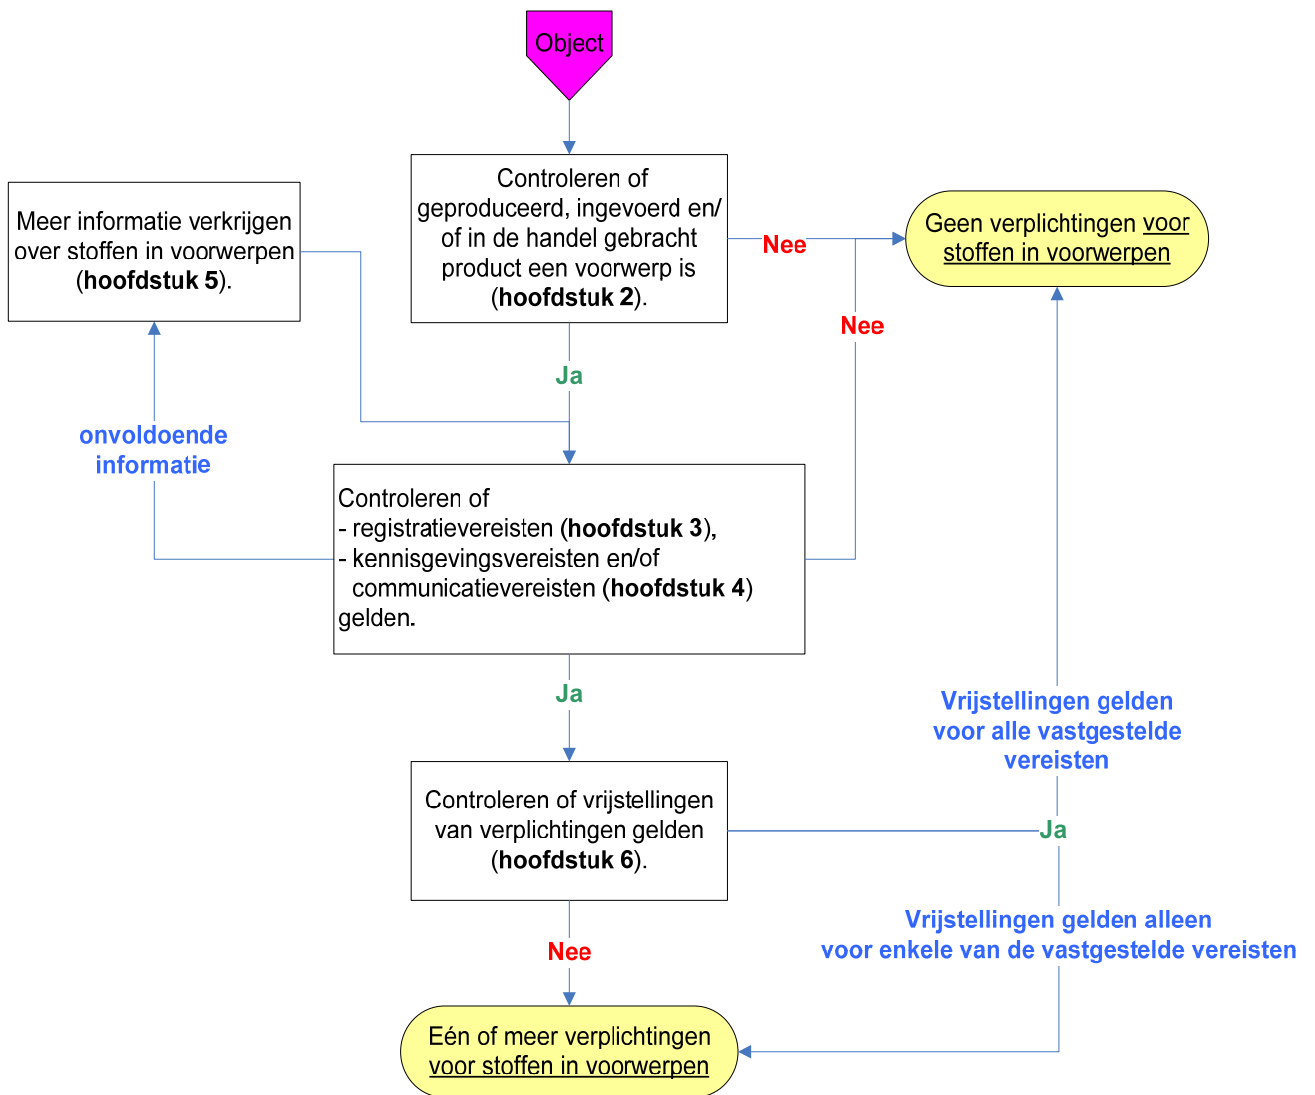 Object
Controleren of
geproduceerd, ingevoerd en/
of in de handel gebracht
product een voorwerp is
(hoofdstuk 2).
Meer informatie verkrijgen
over stoffen in voorwerpen
(hoofdstuk 5).
Nee
Geen verplichtingen voor
stoffen in voorwerpen
Nee
Ja
onvoldoende
informatie
Controleren of
- registratievereisten (hoofdstuk 3),
- kennisgevingsvereisten en/of
communicatievereisten (hoofdstuk 4)
gelden.
Ja
Vrijstellingen gelden
voor alle vastgestelde
vereisten
Controleren of vrijstellingen
van verplichtingen gelden
(hoofdstuk 6).
Ja
Vrijstellingen gelden alleen
voor enkele van de vastgestelde vereisten
Nee
Eén of meer verplichtingen
voor stoffen in voorwerpen